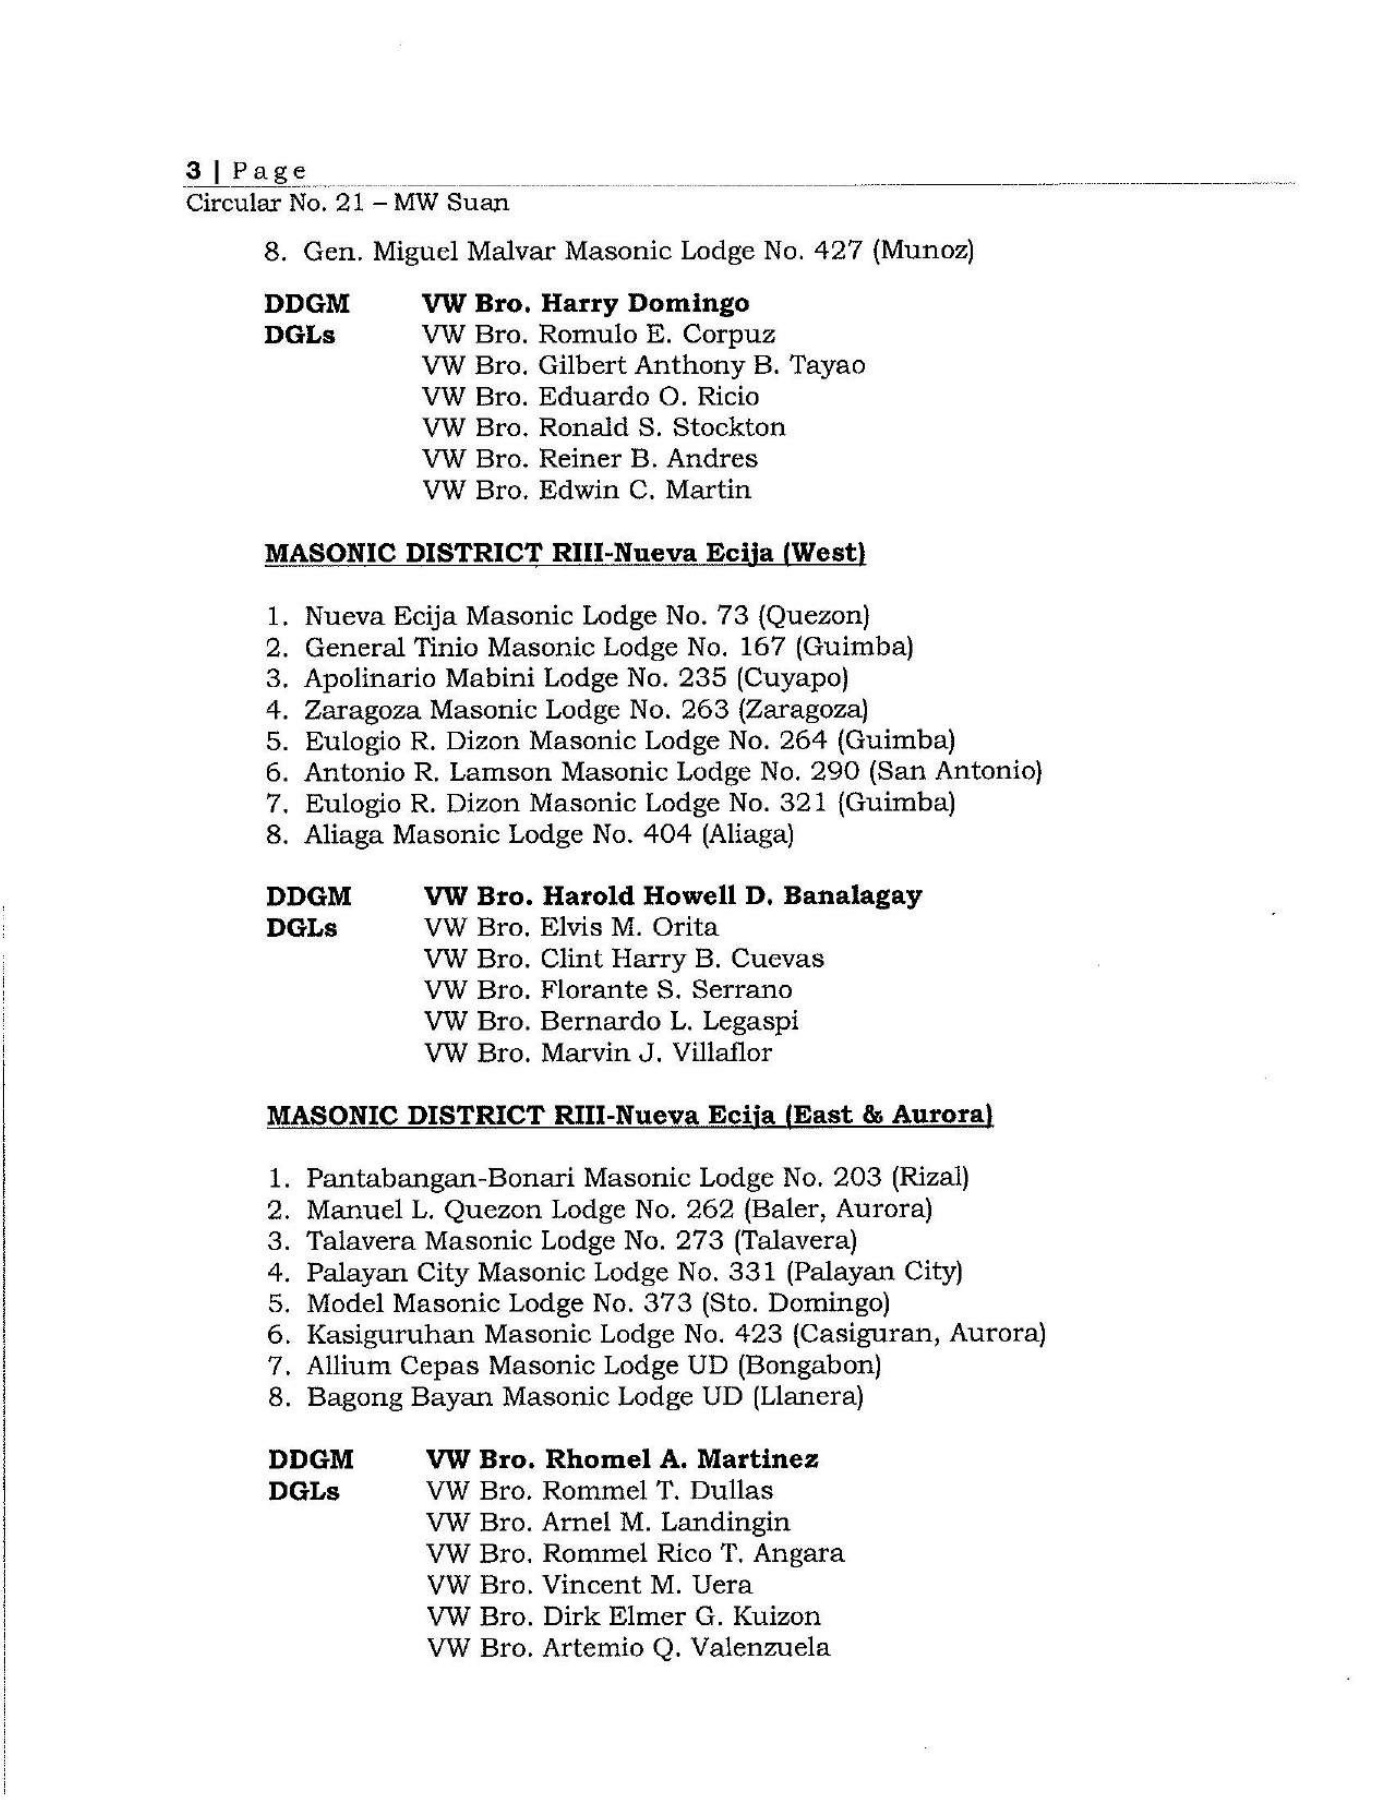 3 | Page
Circular No. 21 – MW Suan
8. Gen. Miguel Malvar Masonic Lodge No. 427 (Munoz)
DDGM VW Bro. Harry Domingo
DGLs VW Bro. Romulo E. Corpuz
VW Bro. Gilbert Anthony B. Tayao
VW Bro. Eduardo O. Ricio
VW Bro. Ronald S. Stockton
VW Bro. Reiner B. Andres
VW Bro. Edwin C. Martin
MASONIC DISTRICT RIII-Nueva Ecija (West)
1. Nueva Ecija Masonic Lodge No. 73 (Quezon)
2. General Tinio Masonic Lodge No. 167 (Guimba)
3. Apolinario Mabini Lodge No. 235 (Cuyapo)
4. Zaragoza Masonic Lodge No. 263 (Zaragoza)
5. Eulogio R. Dizon Masonic Lodge No. 264 (Guimba)
6. Antonio R. Lamson Masonic Lodge No. 290 (San Antonio)
7. Eulogio R. Dizon Masonic Lodge No. 321 (Guimba)
8. Aliaga Masonic Lodge No. 404 (Aliaga)
DDGM VW Bro. Harold Howell D. Banalagay
DGLs VW Bro. Elvis M. Orita
VW Bro. Clint Harry B. Cuevas
VW Bro. Florante S. Serrano
VW Bro. Bernardo L. Legaspi
VW Bro. Marvin J. Villaflor
MASONIC DISTRICT RIII-Nueva Ecija (East & Aurora)
1. Pantabangan-Bonari Masonic Lodge No. 203 (Rizal)
2. Manuel L. Quezon Lodge No. 262 (Baler, Aurora)
3. Talavera Masonic Lodge No. 273 (Talavera)
4. Palayan City Masonic Lodge No. 331 (Palayan City)
5. Model Masonic Lodge No. 373 (Sto. Domingo)
6. Kasiguruhan Masonic Lodge No. 423 (Casiguran, Aurora)
7. Allium Cepas Masonic Lodge UD (Bongabon)
8. Bagong Bayan Masonic Lodge UD (Llanera)
DDGM VW Bro. Rhomel A. Martinez
DGLs VW Bro. Rommel T. Dullas
VW Bro. Arnel M. Landingin
VW Bro. Rommel Rico T. Angara
VW Bro. Vincent M. Uera
VW Bro. Dirk Elmer G. Kuizon
VW Bro. Artemio Q. Valenzuela